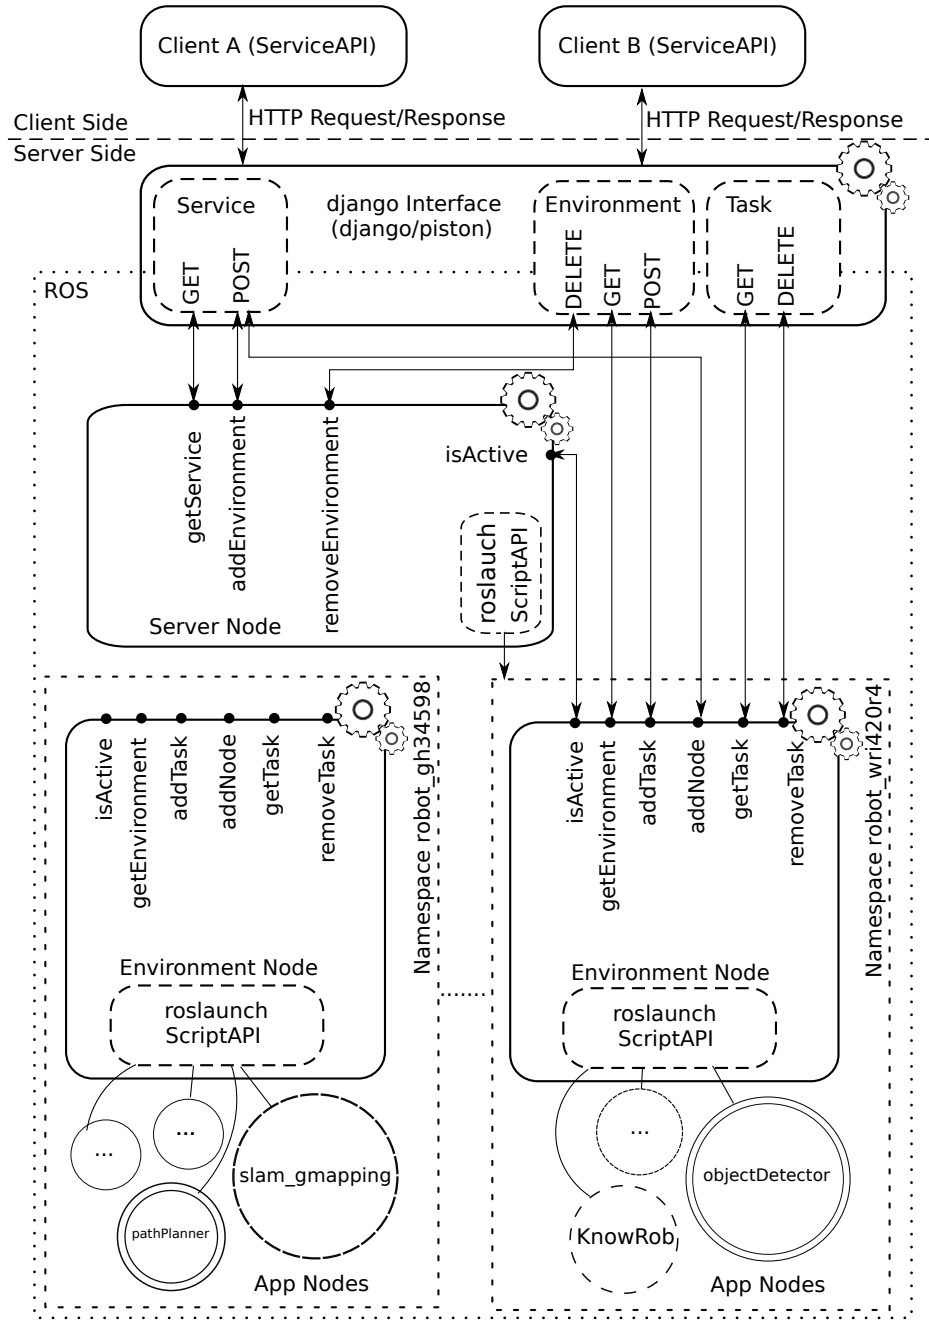 Client A (ServiceAPI)
Client B (ServiceAPI)
HTTP Request/Response
HTTP Request/Response
Client Side
Server Side
Service
GET
POST
django Interface
(django/piston)
Environment
DELETE
GET
POST
Task
GET
DELETE
ROS
getService
addEnvironment
removeEnvironment
isActive
roslauch
ScriptAPI
Server Node
isActive
getEnvironment
addTask
addNode
getTask
removeTask
Namespace robot_gh34598
Environment Node
roslaunch
ScriptAPI
...
...
pathPlanner
slam_gmapping
App Nodes
isActive
getEnvironment
addTask
addNode
getTask
removeTask
Namespace robot_wri420r4
Environment Node
roslaunch
ScriptAPI
...
KnowRob
objectDetector
App Nodes